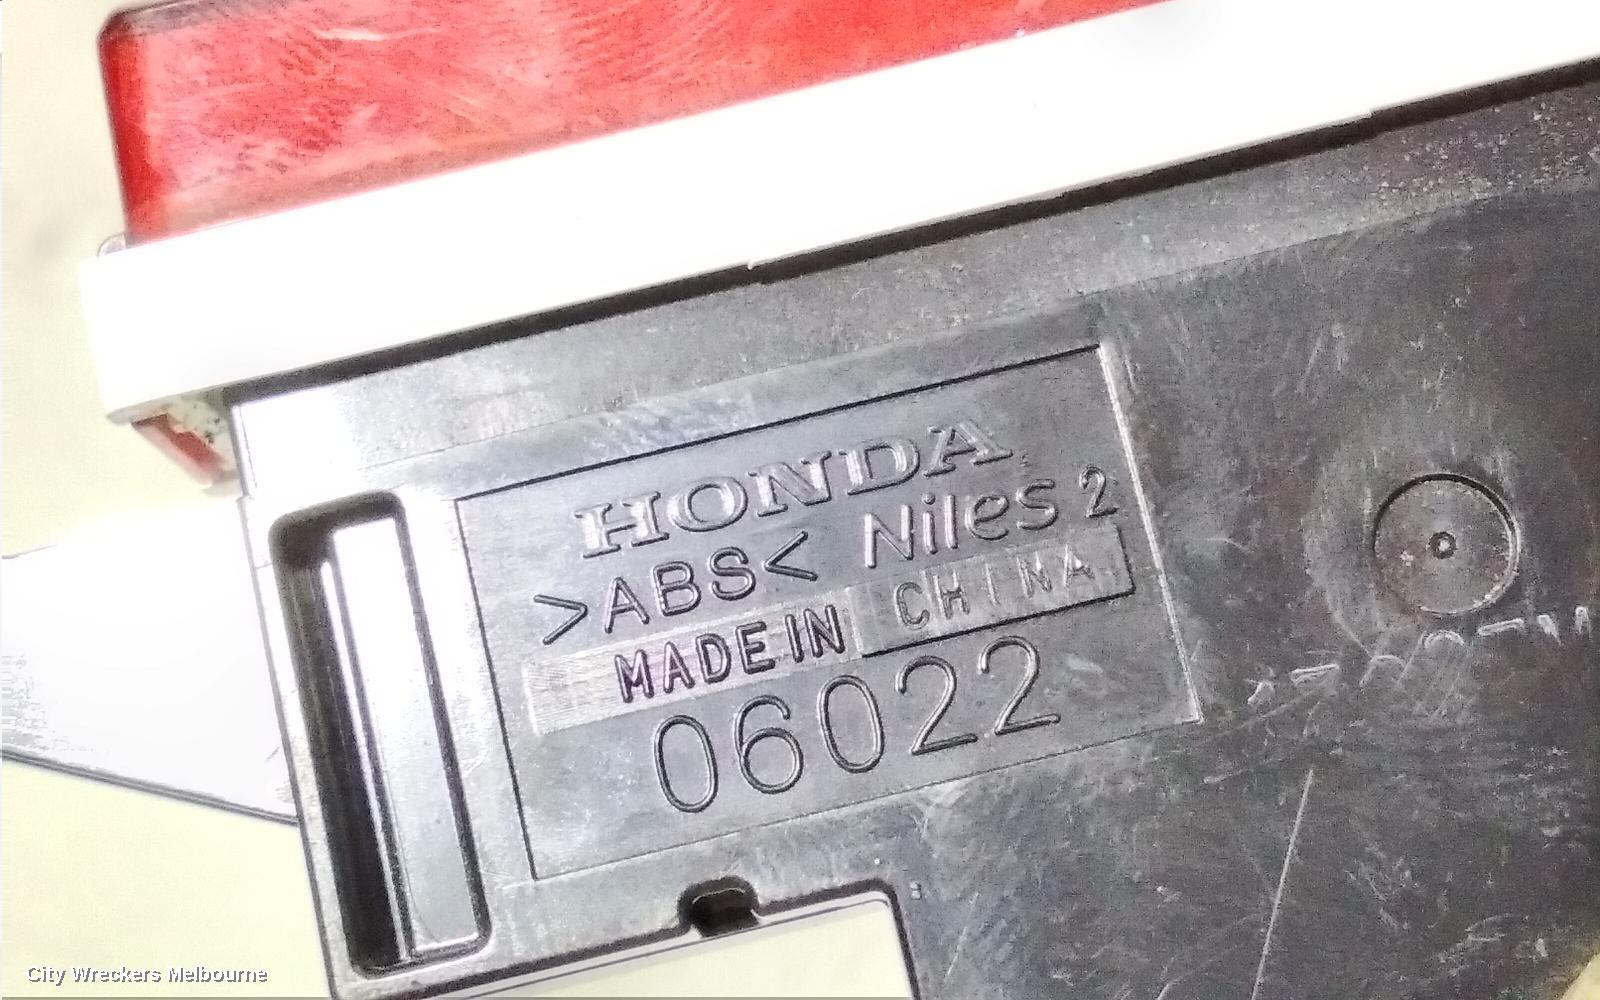 HONDA
>ABS< Niles 2
MADE IN CHINA
06022
City Wreckers Melbourne